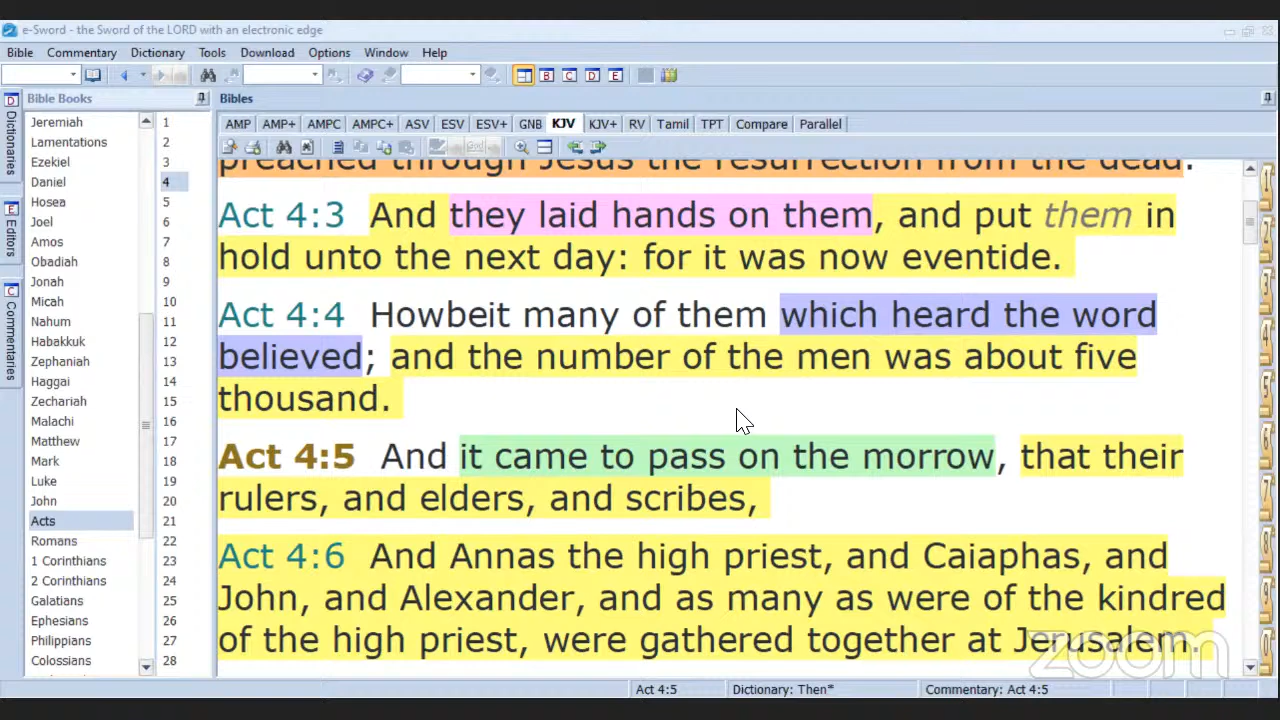 e-Sword - the Sword of the LORD with an electronic edge
Bible Commentary Dictionary Tools Download Options Window Help
B C D E
Bible Books
Bibles
D Dictionaries
E Editors
C Commentaries
AMP AMP+ AMPC AMPC+ ASV ESV ESV+ GNB KJV KJV+ RV Tamil TPT Compare Parallel
Jeremiah 1
Lamentations 2
Ezekiel 3
Daniel 4
Hosea 5
Joel 6
Amos 7
Obadiah 8
Jonah 9
Micah 10
Nahum 11
Habakkuk 12
Zephaniah 13
Haggai 14
Zechariah 15
Malachi 16
Matthew 17
Mark 18
Luke 19
John 20
Acts 21
Romans 22
1 Corinthians 23
2 Corinthians 24
Galatians 25
Ephesians 26
Philippians 27
Colossians 28
preached through Jesus the resurrection from the dead.
Act 4:3 And they laid hands on them, and put them in
hold unto the next day: for it was now eventide.
Act 4:4 Howbeit many of them which heard the word
believed; and the number of the men was about five
thousand.
Act 4:5 And it came to pass on the morrow, that their
rulers, and elders, and scribes,
Act 4:6 And Annas the high priest, and Caiaphas, and
John, and Alexander, and as many as were of the kindred
of the high priest, were gathered together at Jerusalem.
zoom
Act 4:5 Dictionary: Then* Commentary: Act 4:5